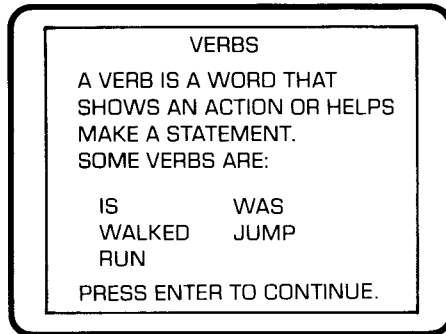 VERBS
A VERB IS A WORD THAT
SHOWS AN ACTION OR HELPS
MAKE A STATEMENT.
SOME VERBS ARE:
IS WAS
WALKED JUMP
RUN
PRESS ENTER TO CONTINUE.